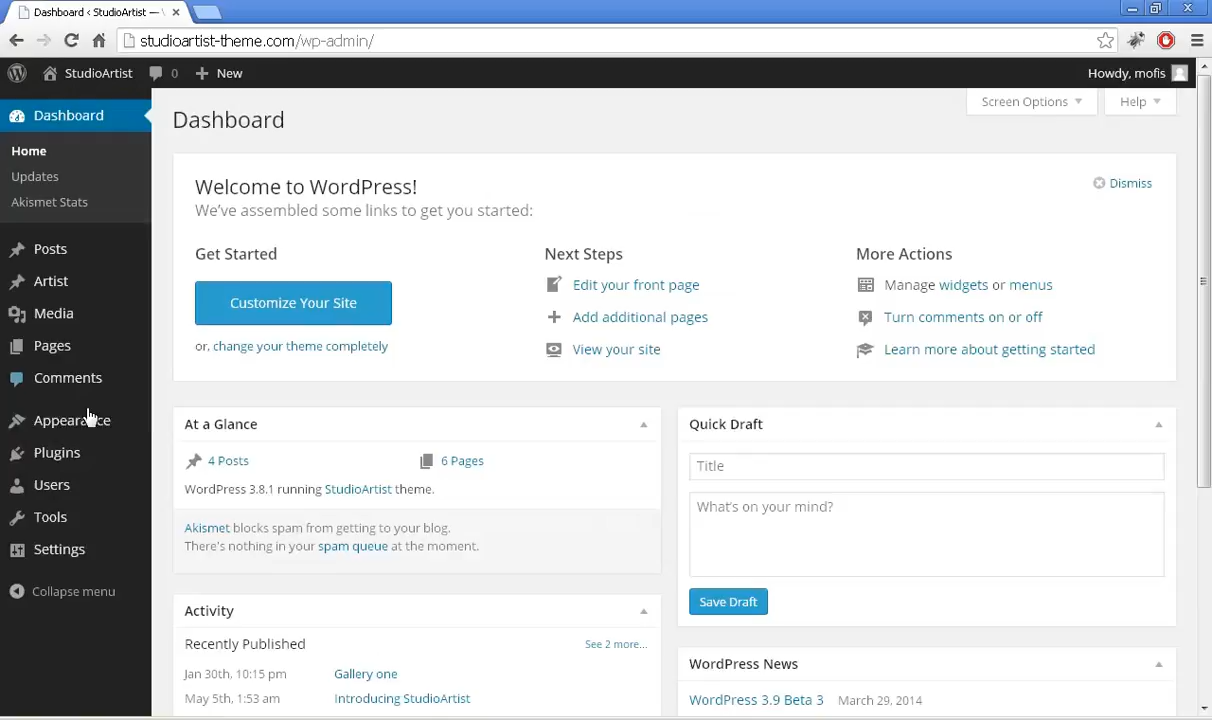 Dashboard ‹ StudioArtist —
studioartist-theme.com/wp-admin/
StudioArtist 0 New Howdy, mofis
Dashboard
Home
Updates
Akismet Stats
Posts
Artist
Media
Pages
Comments
Appearance
Plugins
Users
Tools
Settings
Collapse menu
Screen Options Help
Dashboard
Welcome to WordPress!
Dismiss
We've assembled some links to get you started:
Get Started
Customize Your Site
or, change your theme completely
Next Steps
Edit your front page
Add additional pages
View your site
More Actions
Manage widgets or menus
Turn comments on or off
Learn more about getting started
At a Glance
4 Posts 6 Pages
WordPress 3.8.1 running StudioArtist theme.
Akismet blocks spam from getting to your blog.
There's nothing in your spam queue at the moment.
Activity
Recently Published See 2 more...
Jan 30th, 10:15 pm Gallery one
May 5th, 1:53 am Introducing StudioArtist
Quick Draft
Title
What's on your mind?
Save Draft
WordPress News
WordPress 3.9 Beta 3 March 29, 2014